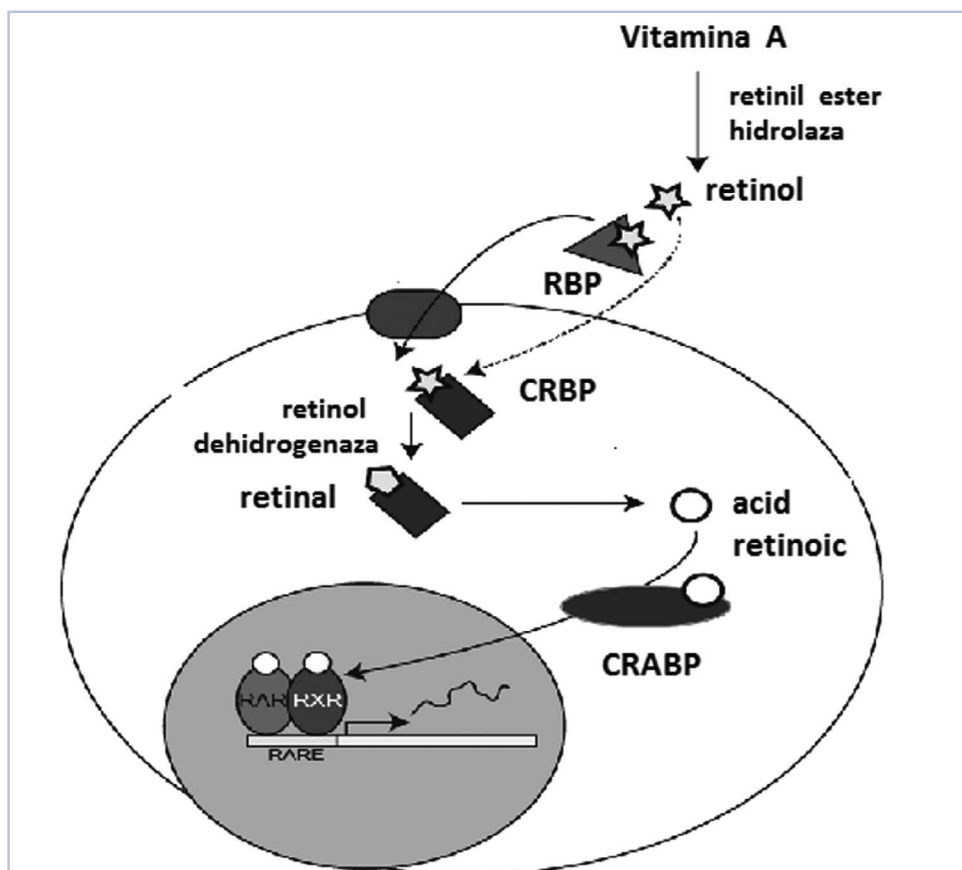 Vitamina A
retinil ester
hidrolaza
retinol
RBP
CRBP
retinol
dehidrogenaza
retinal
acid
retinoic
CRABP
RAR
RXR
RARE